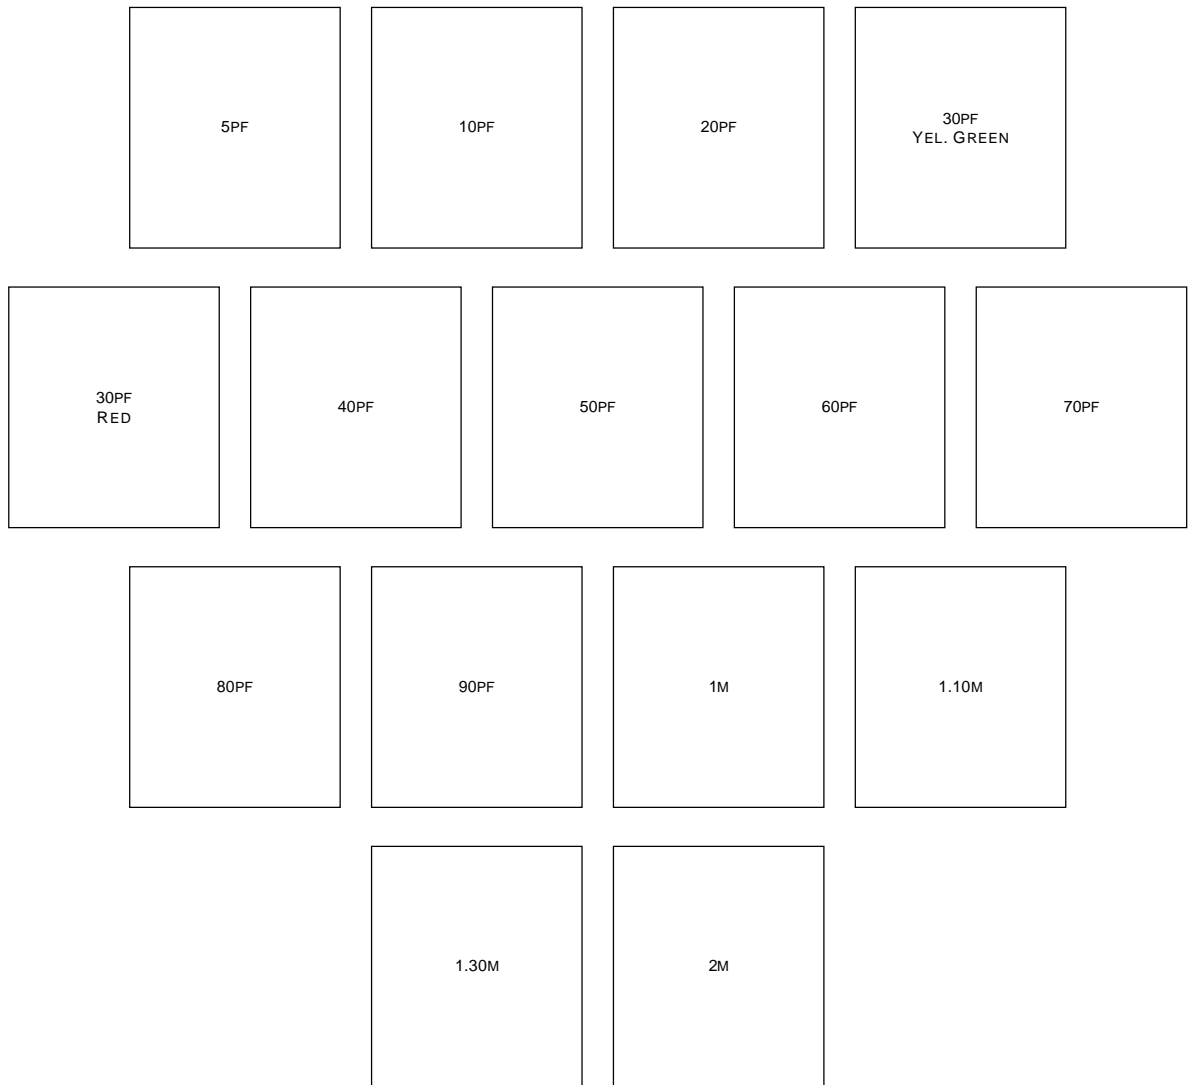 5PF
10PF
20PF
30PF
YEL. GREEN
30PF
RED
40PF
50PF
60PF
70PF
80PF
90PF
1M
1.10M
1.30M
2M